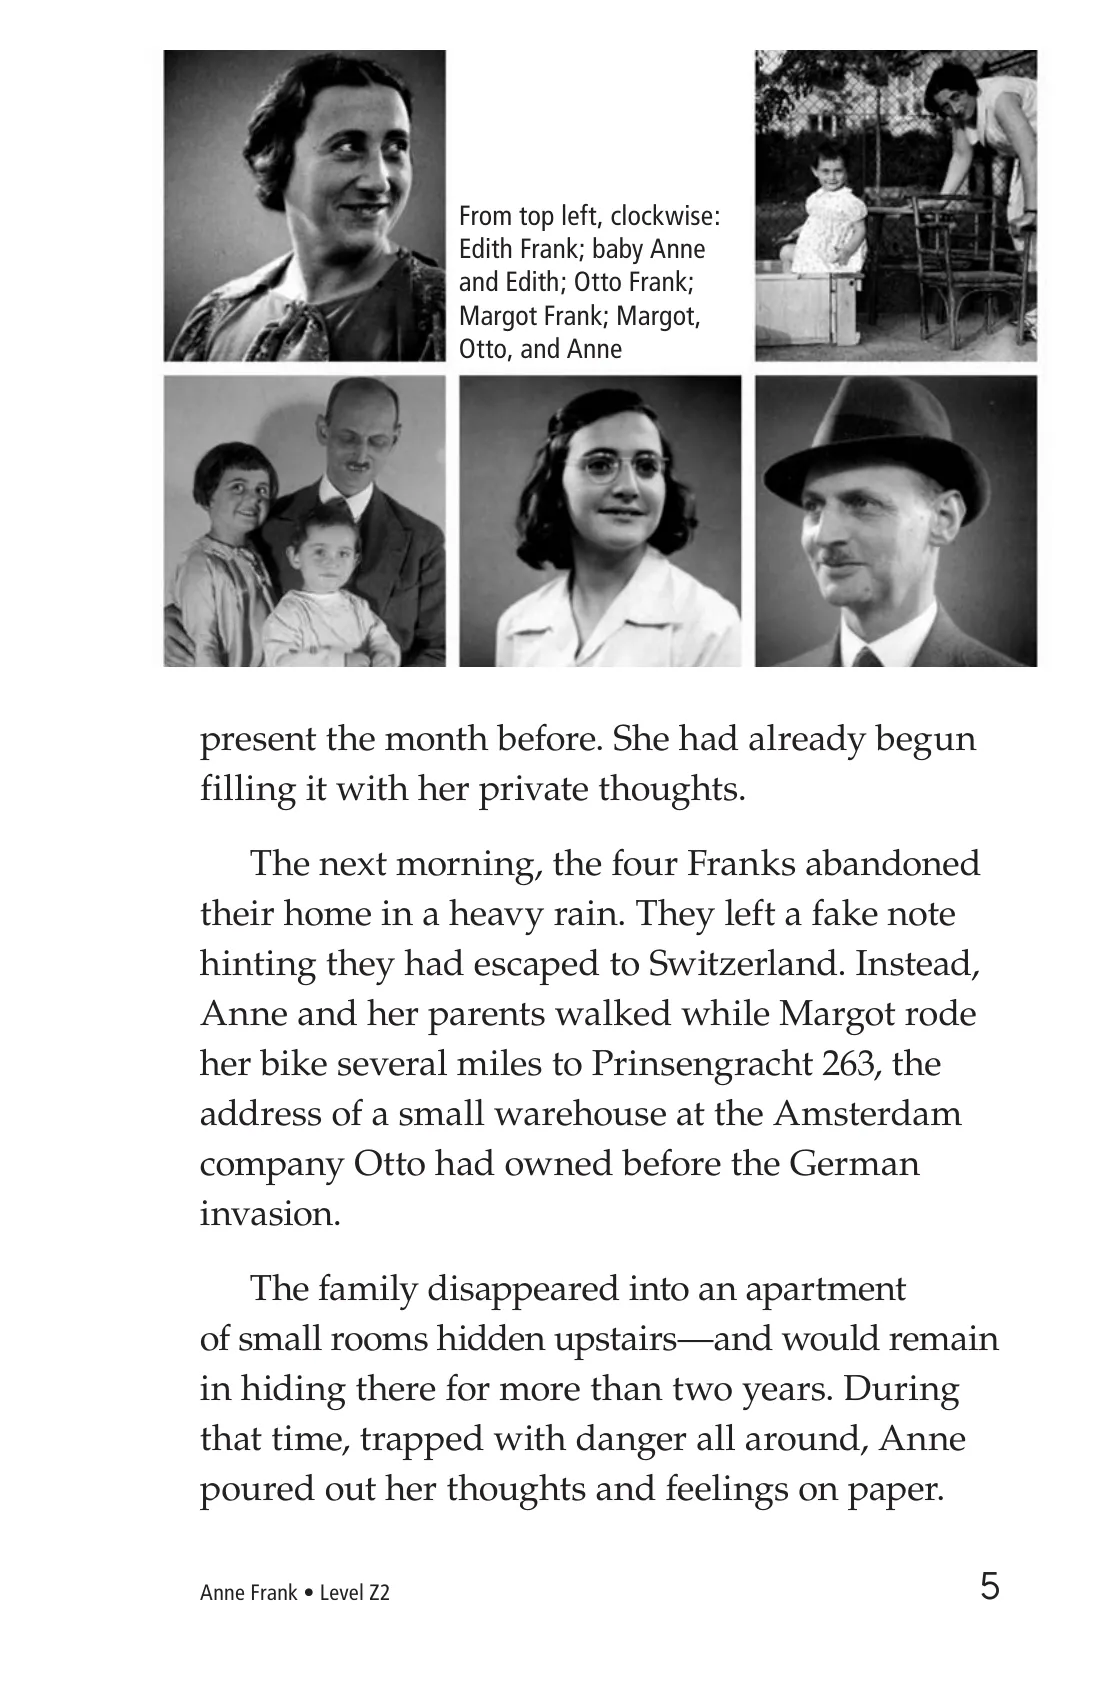 From top left, clockwise:
Edith Frank; baby Anne
and Edith; Otto Frank;
Margot Frank; Margot,
Otto, and Anne
present the month before. She had already begun
filling it with her private thoughts.
The next morning, the four Franks abandoned
their home in a heavy rain. They left a fake note
hinting they had escaped to Switzerland. Instead,
Anne and her parents walked while Margot rode
her bike several miles to Prinsengracht 263, the
address of a small warehouse at the Amsterdam
company Otto had owned before the German
invasion.
The family disappeared into an apartment
of small rooms hidden upstairs—and would remain
in hiding there for more than two years. During
that time, trapped with danger all around, Anne
poured out her thoughts and feelings on paper.
Anne Frank • Level Z2
5